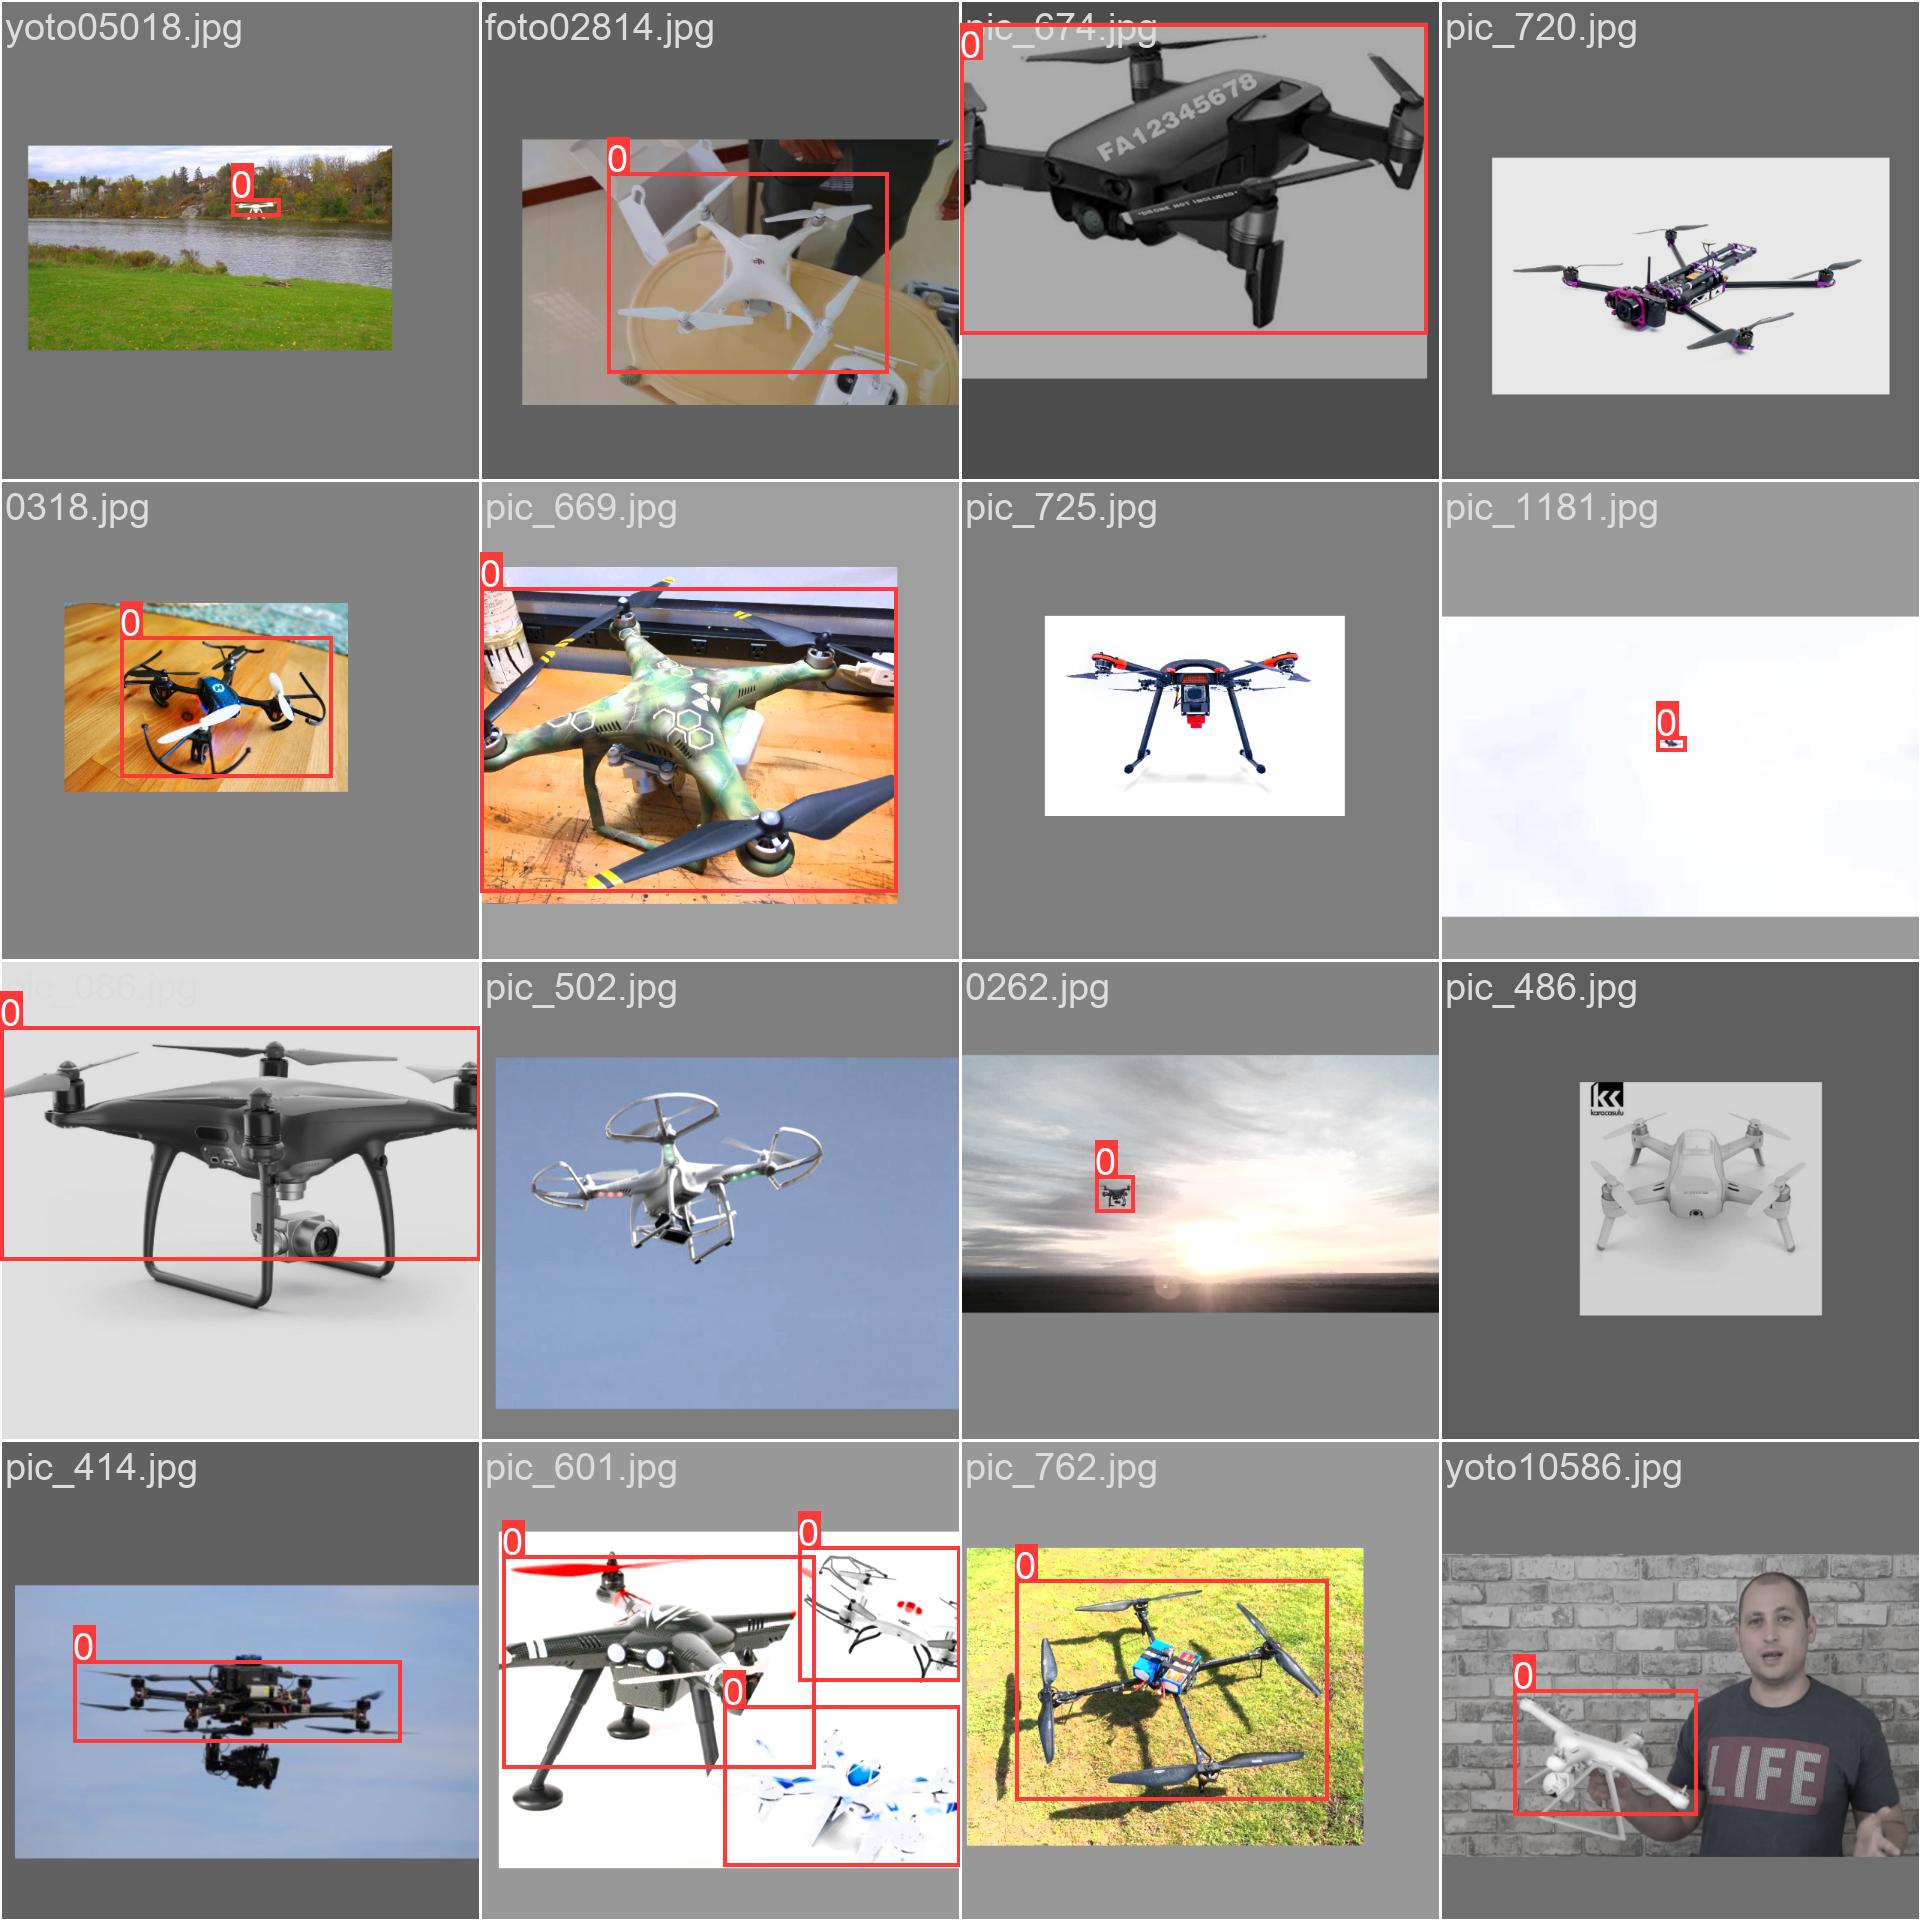 yoto05018.jpg
foto02814.jpg
pic_674.jpg
pic_720.jpg
0
0
0
FA12345678
"DRONE NOT INCLUDED"
0318.jpg
pic_669.jpg
pic_725.jpg
pic_1181.jpg
0
0
0
pic_086.jpg
pic_502.jpg
0262.jpg
pic_486.jpg
0
0
KK
karacasulu
pic_414.jpg
pic_601.jpg
pic_762.jpg
yoto10586.jpg
0
0
0
0
0
0
LIFE